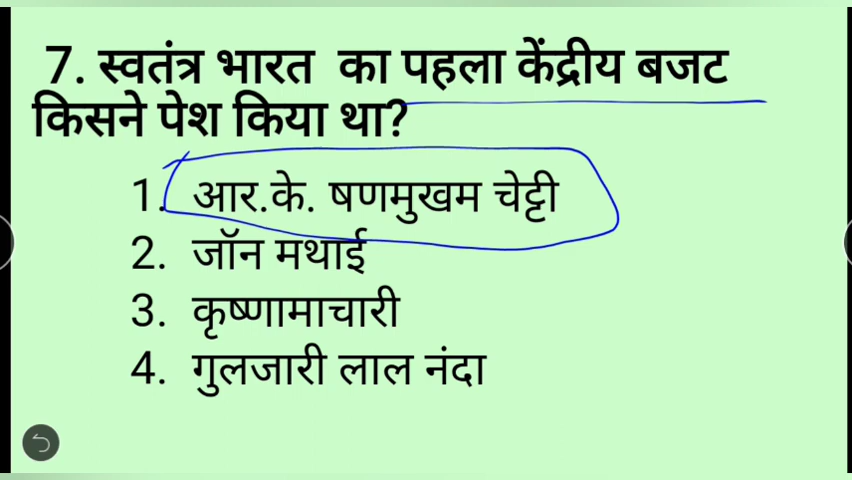 7. स्वतंत्र भारत का पहला केंद्रीय बजट
किसने पेश किया था?
1. आर.के. षणमुखम चेट्टी
2. जॉन मथाई
3. कृष्णामाचारी
4. गुलजारी लाल नंदा